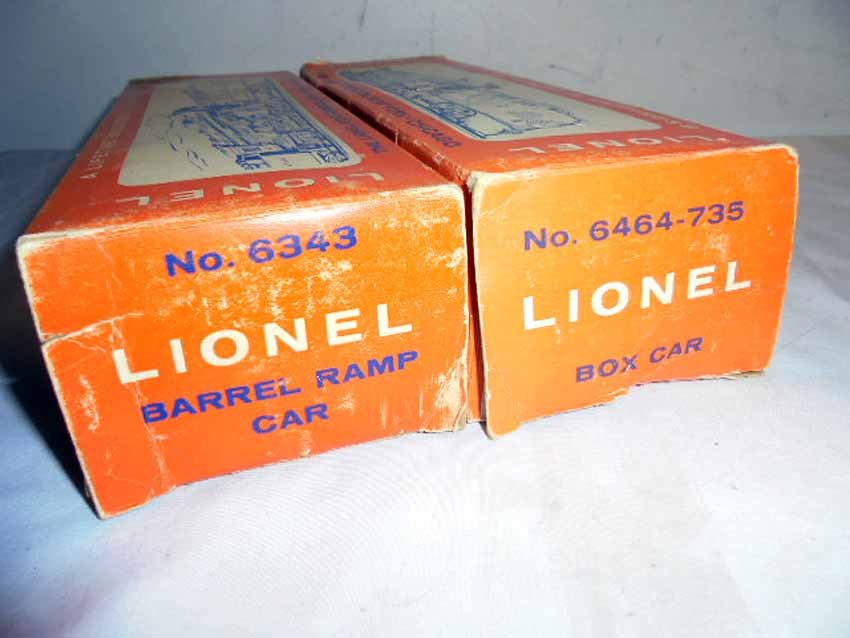 No. 6343
LIONEL
BARREL RAMP
CAR
No. 6464-735
LIONEL
BOX CAR
LIONEL
LIONEL